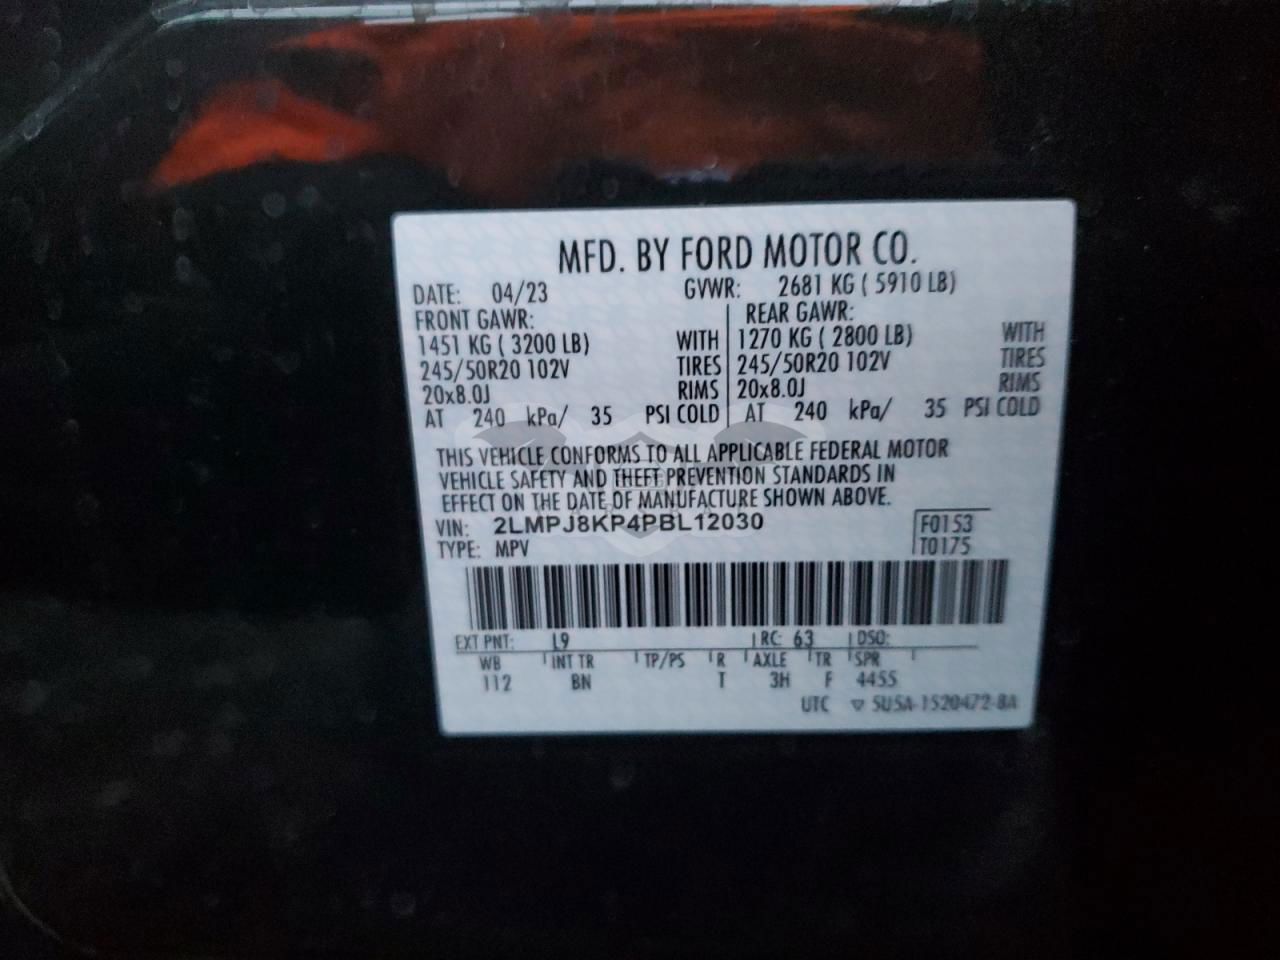 MFD. BY FORD MOTOR CO.
DATE: 04/23 GVWR: 2681 KG ( 5910 LB)
FRONT GAWR: REAR GAWR:
1451 KG ( 3200 LB) WITH 1270 KG ( 2800 LB) WITH
245/50R20 102V TIRES 245/50R20 102V TIRES
20x8.0J RIMS 20x8.0J RIMS
AT 240 kPa/ 35 PSI COLD AT 240 kPa/ 35 PSI COLD
THIS VEHICLE CONFORMS TO ALL APPLICABLE FEDERAL MOTOR
VEHICLE SAFETY AND THEFT PREVENTION STANDARDS IN
EFFECT ON THE DATE OF MANUFACTURE SHOWN ABOVE.
VIN: 2LMPJ8KP4PBL12030 F0153
TYPE: MPV T0175
EXT PNT: L9 RC: 63 DSO:
WB INT TR TP/PS R AXLE TR SPR
112 BN T 3H F 4455
UTC ▽ SU5A-1520472-BA